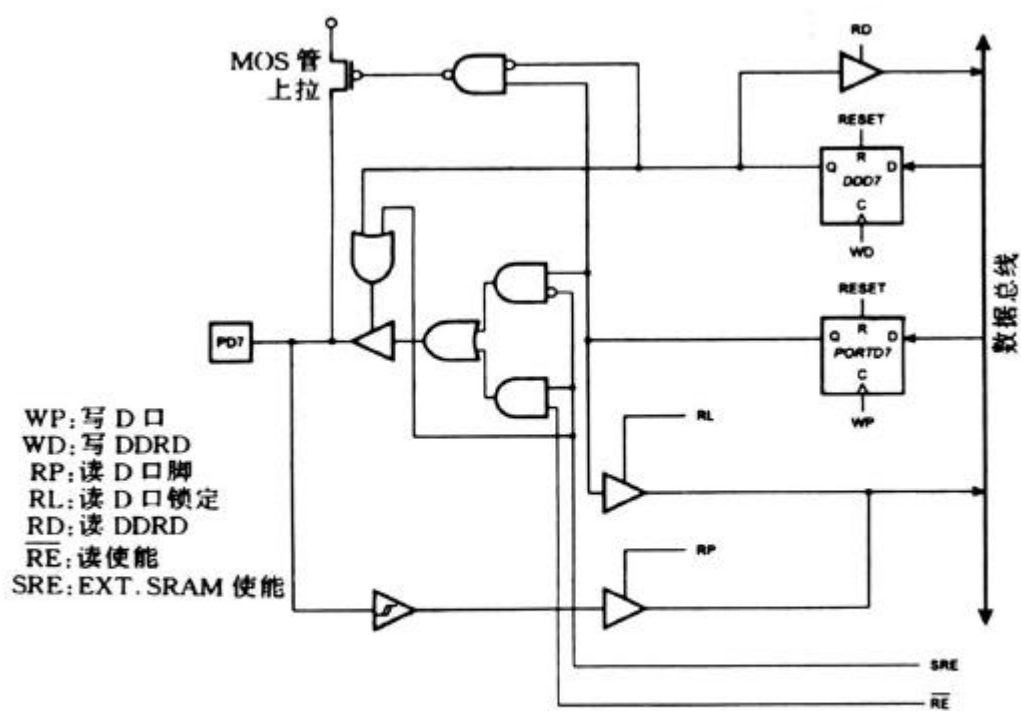 MOS 管
上拉
RD
RESET
R
Q
D
DDD7
C
WD
RESET
R
Q
D
PORTD7
C
WP
数据总线
PD7
WP:写 D 口
WD:写 DDRD
RP:读 D 口脚
RL:读 D 口锁定
RD:读 DDRD
RE:读使能
SRE:EXT.SRAM 使能
RL
RP
SRE
RE